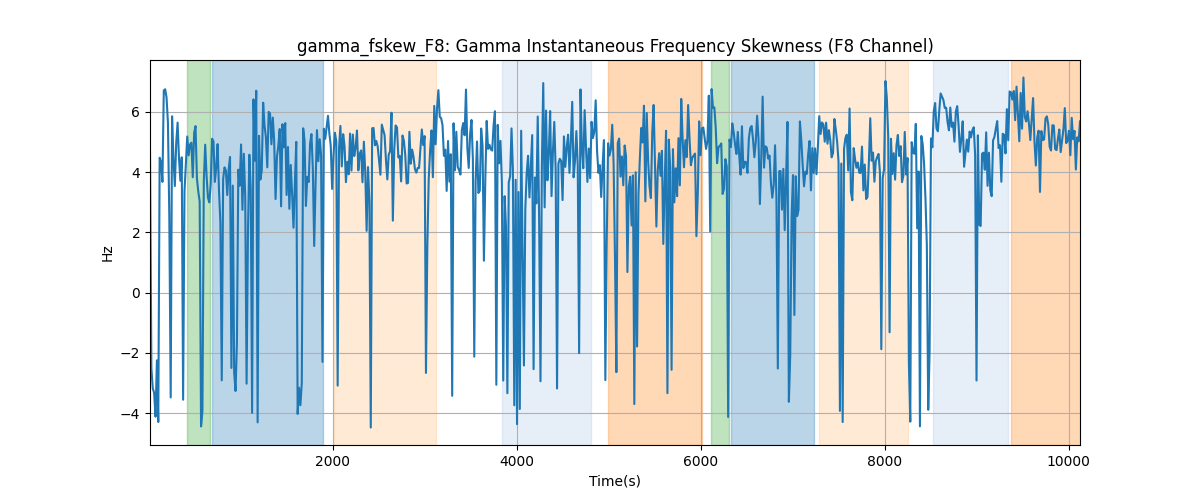 gamma_fskew_F8: Gamma Instantaneous Frequency Skewness (F8 Channel)
6
4
2
0
−2
−4
Hz
2000 4000 6000 8000 10000
Time(s)